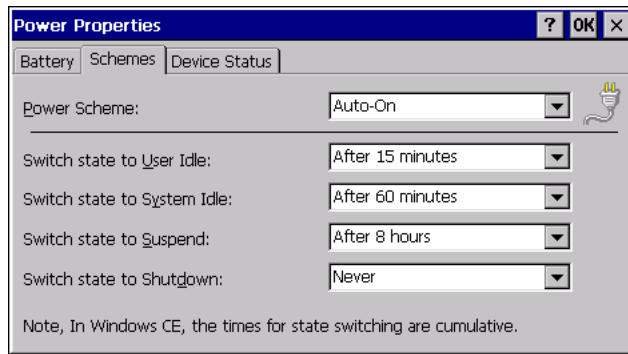 Power Properties ? OK ×
Battery Schemes Device Status
Power Scheme: Auto-On
Switch state to User Idle: After 15 minutes
Switch state to System Idle: After 60 minutes
Switch state to Suspend: After 8 hours
Switch state to Shutdown: Never
Note, In Windows CE, the times for state switching are cumulative.